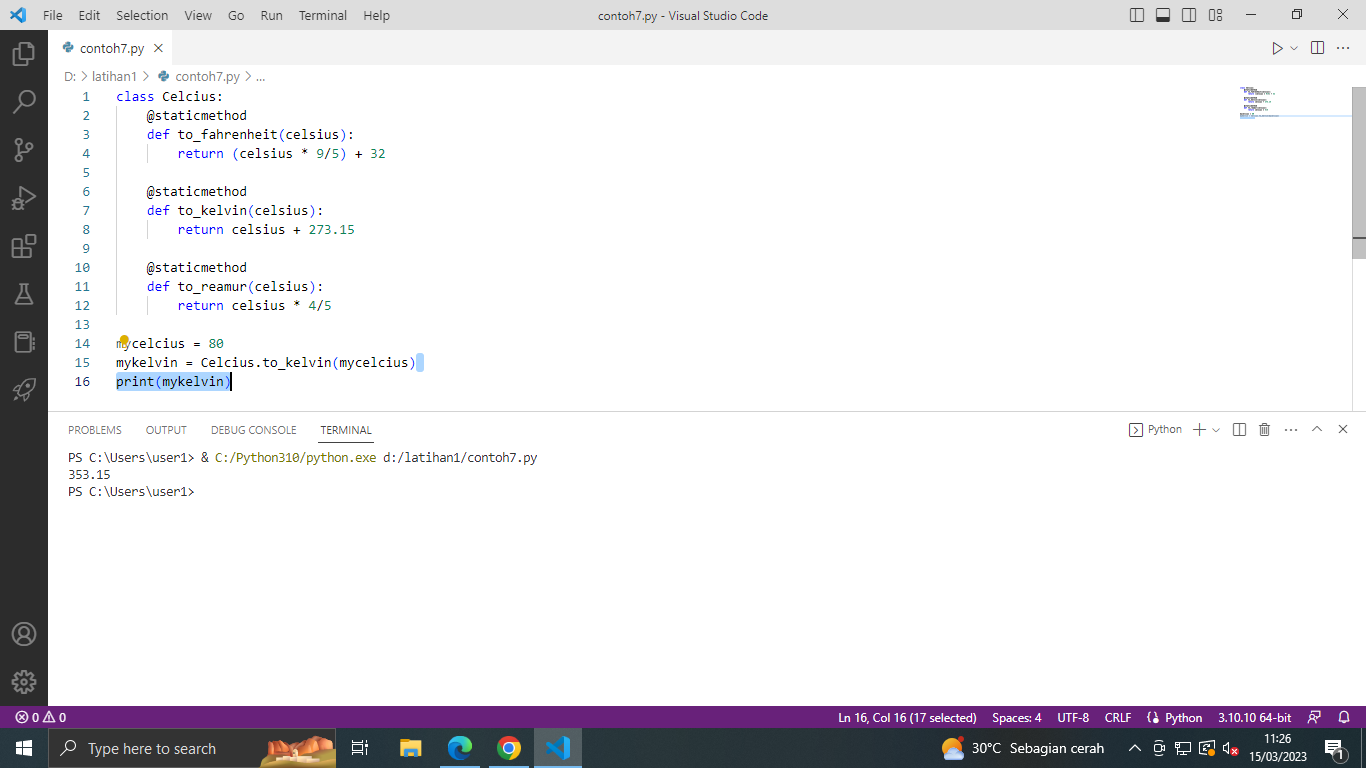 File Edit Selection View Go Run Terminal Help contoh7.py - Visual Studio Code
contoh7.py
D: > latihan1 > contoh7.py > ...
1 class Celcius:
2     @staticmethod
3     def to_fahrenheit(celsius):
4         return (celsius * 9/5) + 32
5
6     @staticmethod
7     def to_kelvin(celsius):
8         return celsius + 273.15
9
10     @staticmethod
11     def to_reamur(celsius):
12         return celsius * 4/5
13
14 mycelcius = 80
15 mykelvin = Celcius.to_kelvin(mycelcius)
16 print(mykelvin)
PROBLEMS OUTPUT DEBUG CONSOLE TERMINAL Python
PS C:\Users\user1> & C:/Python310/python.exe d:/latihan1/contoh7.py
353.15
PS C:\Users\user1>
0 0 Ln 16, Col 16 (17 selected) Spaces: 4 UTF-8 CRLF Python 3.10.10 64-bit
Type here to search 30°C Sebagian cerah 11:26
15/03/2023 1